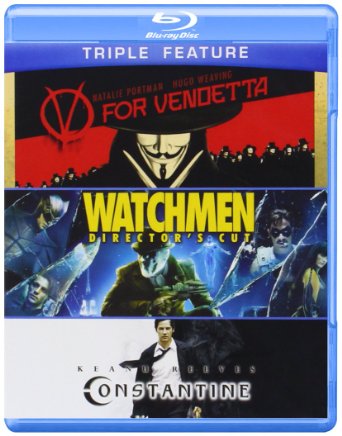 Blu-ray Disc
TRIPLE FEATURE
NATALIE PORTMAN HUGO WEAVING
V FOR VENDETTA
WATCHMEN
DIRECTOR'S CUT
KEANU REEVES
CONSTANTINE